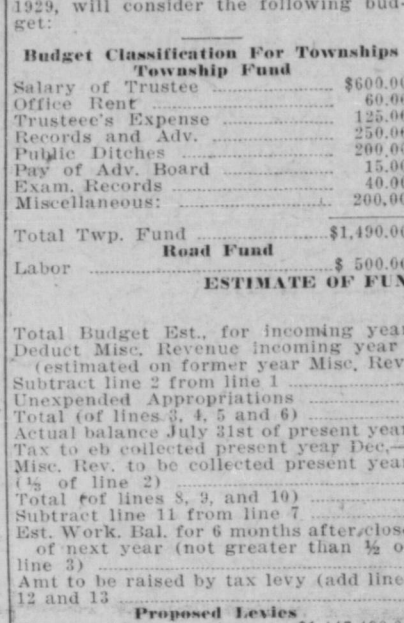 1929, will consider the following bud-
get:
Budget Classification For Townships
Township Fund
Salary of Trustee ........ $600.00
Office Rent ........ 60.00
Trusteee's Expense ........ 125.00
Records and Adv. ........ 250.00
Public Ditches ........ 200.00
Pay of Adv. Board ........ 15.00
Exam. Records ........ 40.00
Miscellaneous: ........ 200.00
Total Twp. Fund ........ $1,490.00
Road Fund
Labor ........ $ 500.00
ESTIMATE OF FUN
Total Budget Est., for incoming year
Deduct Misc. Revenue incoming year
(estimated on former year Misc. Rev
Subtract line 2 from line 1 ........
Unexpended Appropriations ........
Total (of lines 3, 4, 5 and 6) ........
Actual balance July 31st of present year
Tax to eb collected present year Dec,—
Misc. Rev. to be collected present year
(½ of line 2) ........
Total (of lines 8, 9, and 10) ........
Subtract line 11 from line 7 ........
Est. Work. Bal. for 6 months after clos
of next year (not greater than ½ o
line 3) ........
Amt to be raised by tax levy (add line
12 and 13 ........
Proposed Levies